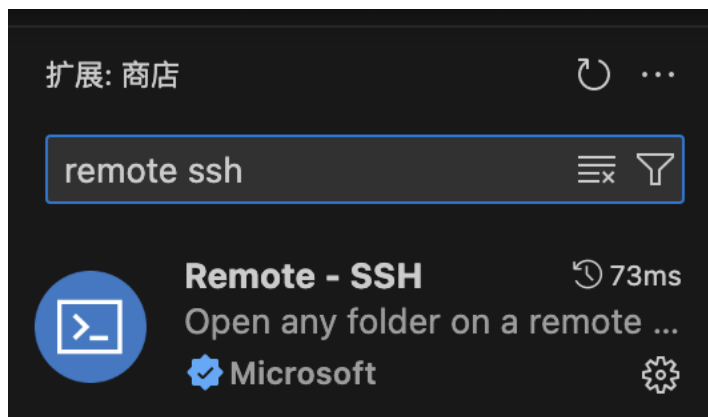 扩展: 商店
remote ssh
Remote - SSH 73ms
Open any folder on a remote ...
Microsoft